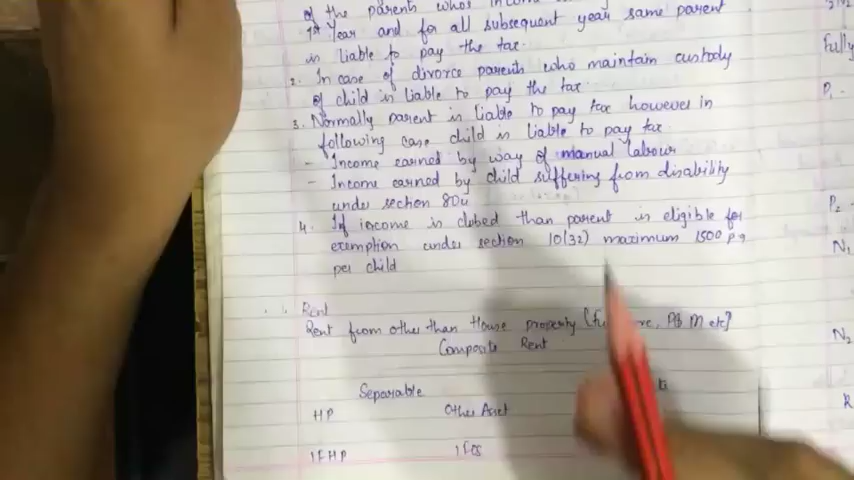 of the parents whos income
1st Year and for all subsequent year same parent
is liable to pay the tax.
2. In case of divorce parents who maintain custody
of child is liable to pay the tax.
3. Normally parent is liable to pay tax however in
following case child is liable to pay tax
- Income earned by way of manual labour
- Income earned by child suffering from disability
under section 80u
4. If income is clubed than parent is eligible for
exemption under section 10(32) maximum 1500 p.a
per child
Rent
Rent from other than House property [fu re, P& M etc]
Composite Rent
Separable
HP Other Asset
IFHP IFOS
Fully
P1 -
P2 -
N1
N2